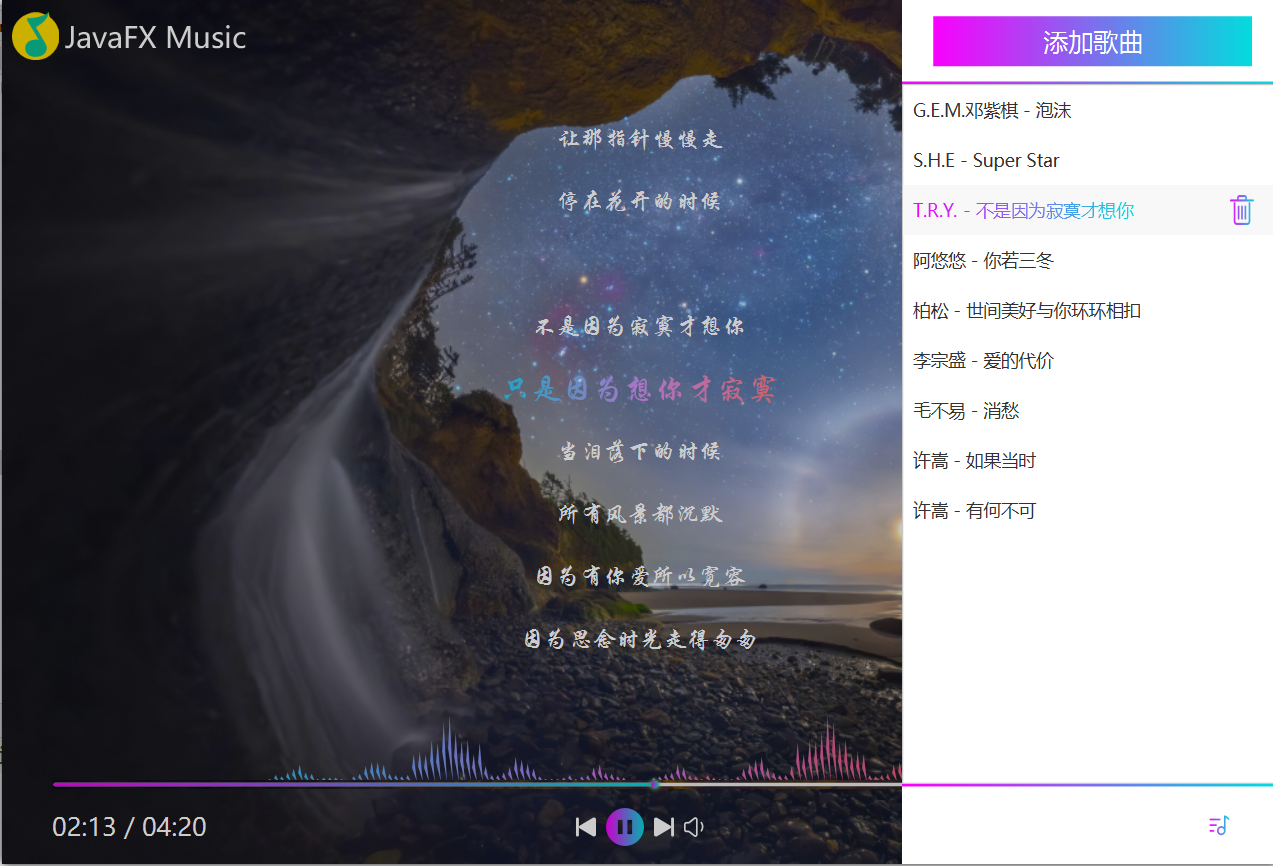 JavaFX Music
让那指针慢慢走
停在花开的时候
不是因为寂寞才想你
只是因为想你才寂寞
当泪落下的时候
所有风景都沉默
因为有你爱所以宽容
因为思念时光走得匆匆
02:13 / 04:20
添加歌曲
G.E.M.邓紫棋 - 泡沫
S.H.E - Super Star
T.R.Y. - 不是因为寂寞才想你
阿悠悠 - 你若三冬
柏松 - 世间美好与你环环相扣
李宗盛 - 爱的代价
毛不易 - 消愁
许嵩 - 如果当时
许嵩 - 有何不可